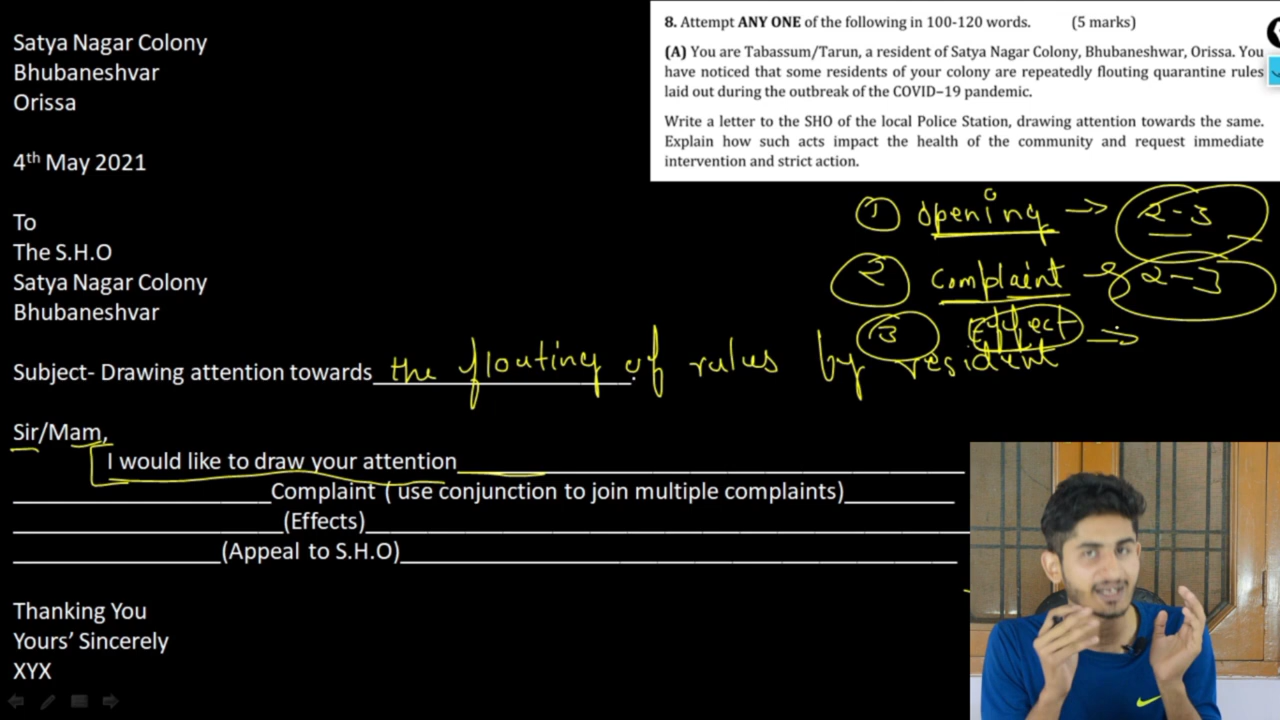 Satya Nagar Colony
Bhubaneshvar
Orissa
4th May 2021
To
The S.H.O
Satya Nagar Colony
Bhubaneshvar
Subject- Drawing attention towards the flouting of rules by resident
Sir/Mam,
I would like to draw your attention
Complaint ( use conjunction to join multiple complaints)
(Effects)
(Appeal to S.H.O)
Thanking You
Yours’ Sincerely
XYX
8. Attempt ANY ONE of the following in 100-120 words. (5 marks)
(A) You are Tabassum/Tarun, a resident of Satya Nagar Colony, Bhubaneshwar, Orissa. You
have noticed that some residents of your colony are repeatedly flouting quarantine rules
laid out during the outbreak of the COVID–19 pandemic.
Write a letter to the SHO of the local Police Station, drawing attention towards the same.
Explain how such acts impact the health of the community and request immediate
intervention and strict action.
1 opening → 2-3
2 complaint → 2-3
3 Effect →